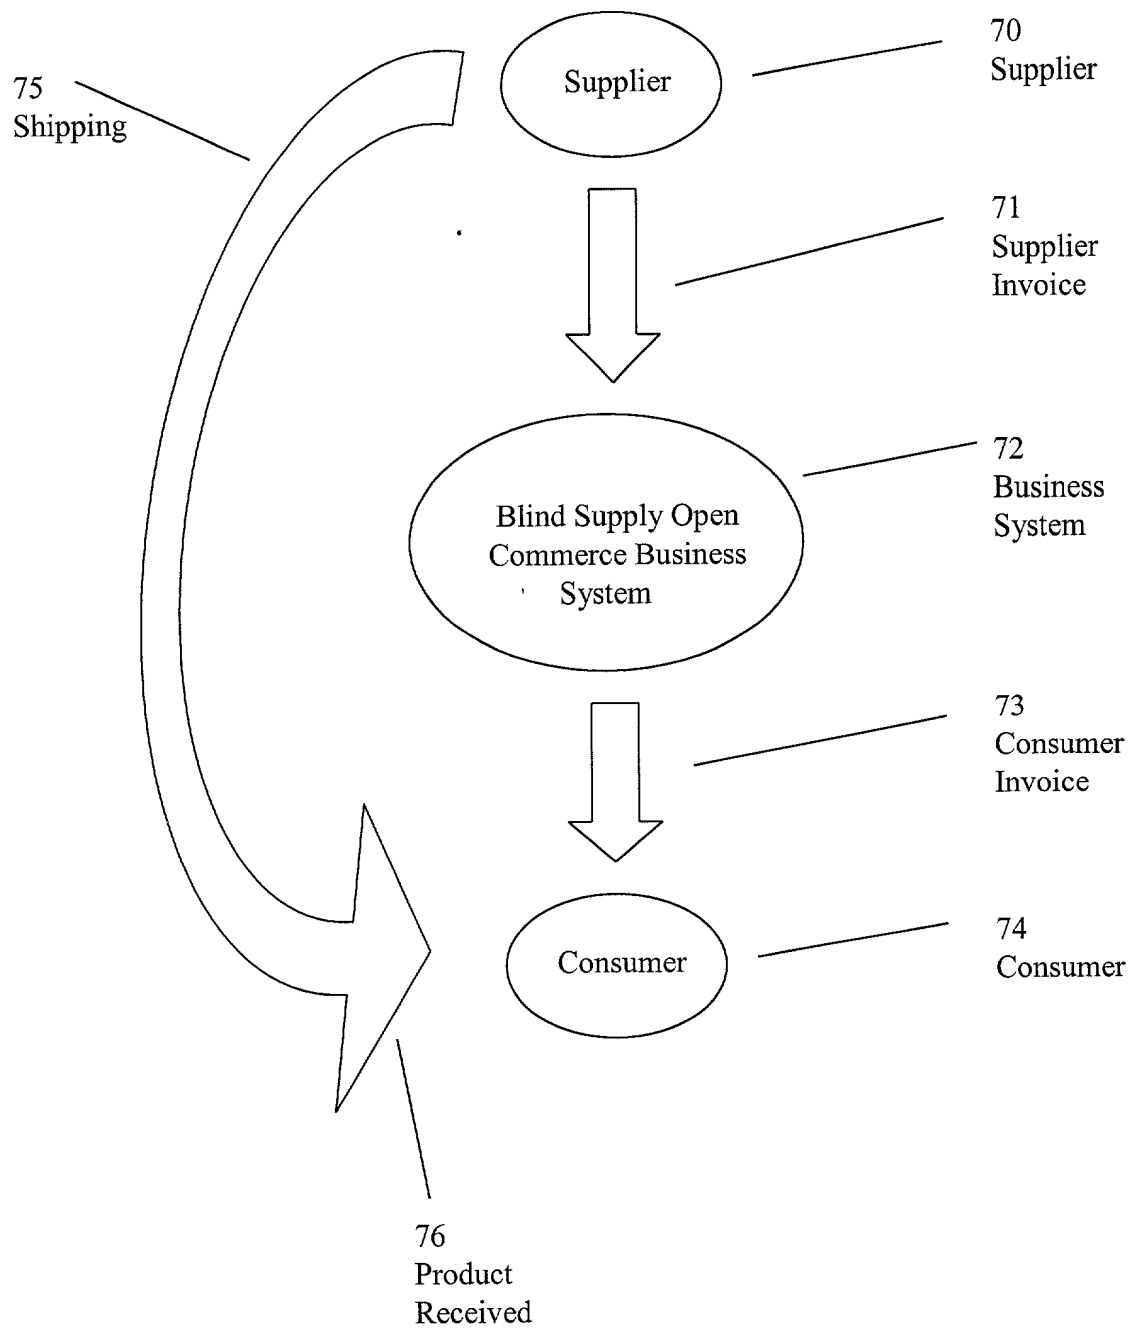 70
Supplier
Supplier
75
Shipping
71
Supplier
Invoice
72
Business
System
Blind Supply Open
Commerce Business
System
73
Consumer
Invoice
74
Consumer
Consumer
76
Product
Received